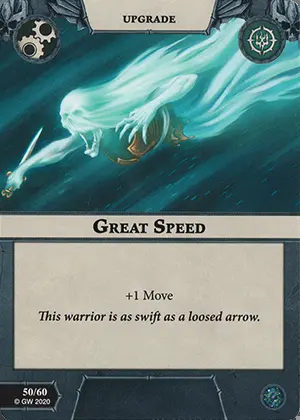 UPGRADE
GREAT SPEED
+1 Move
This warrior is as swift as a loosed arrow.
50/60
© GW 2020